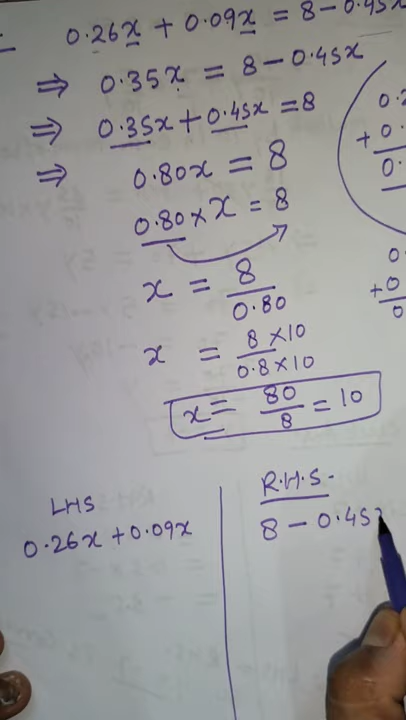 0.26x + 0.09x = 8 - 0.45x
⇒ 0.35x = 8 - 0.45x
⇒ 0.35x + 0.45x = 8
⇒ 0.80x = 8
0.80 × x = 8
x = 8/0.80
x = 8 × 10/0.8 × 10
x = 80/8 = 10
LHS
0.26x + 0.09x
R.H.S.
8 - 0.45x